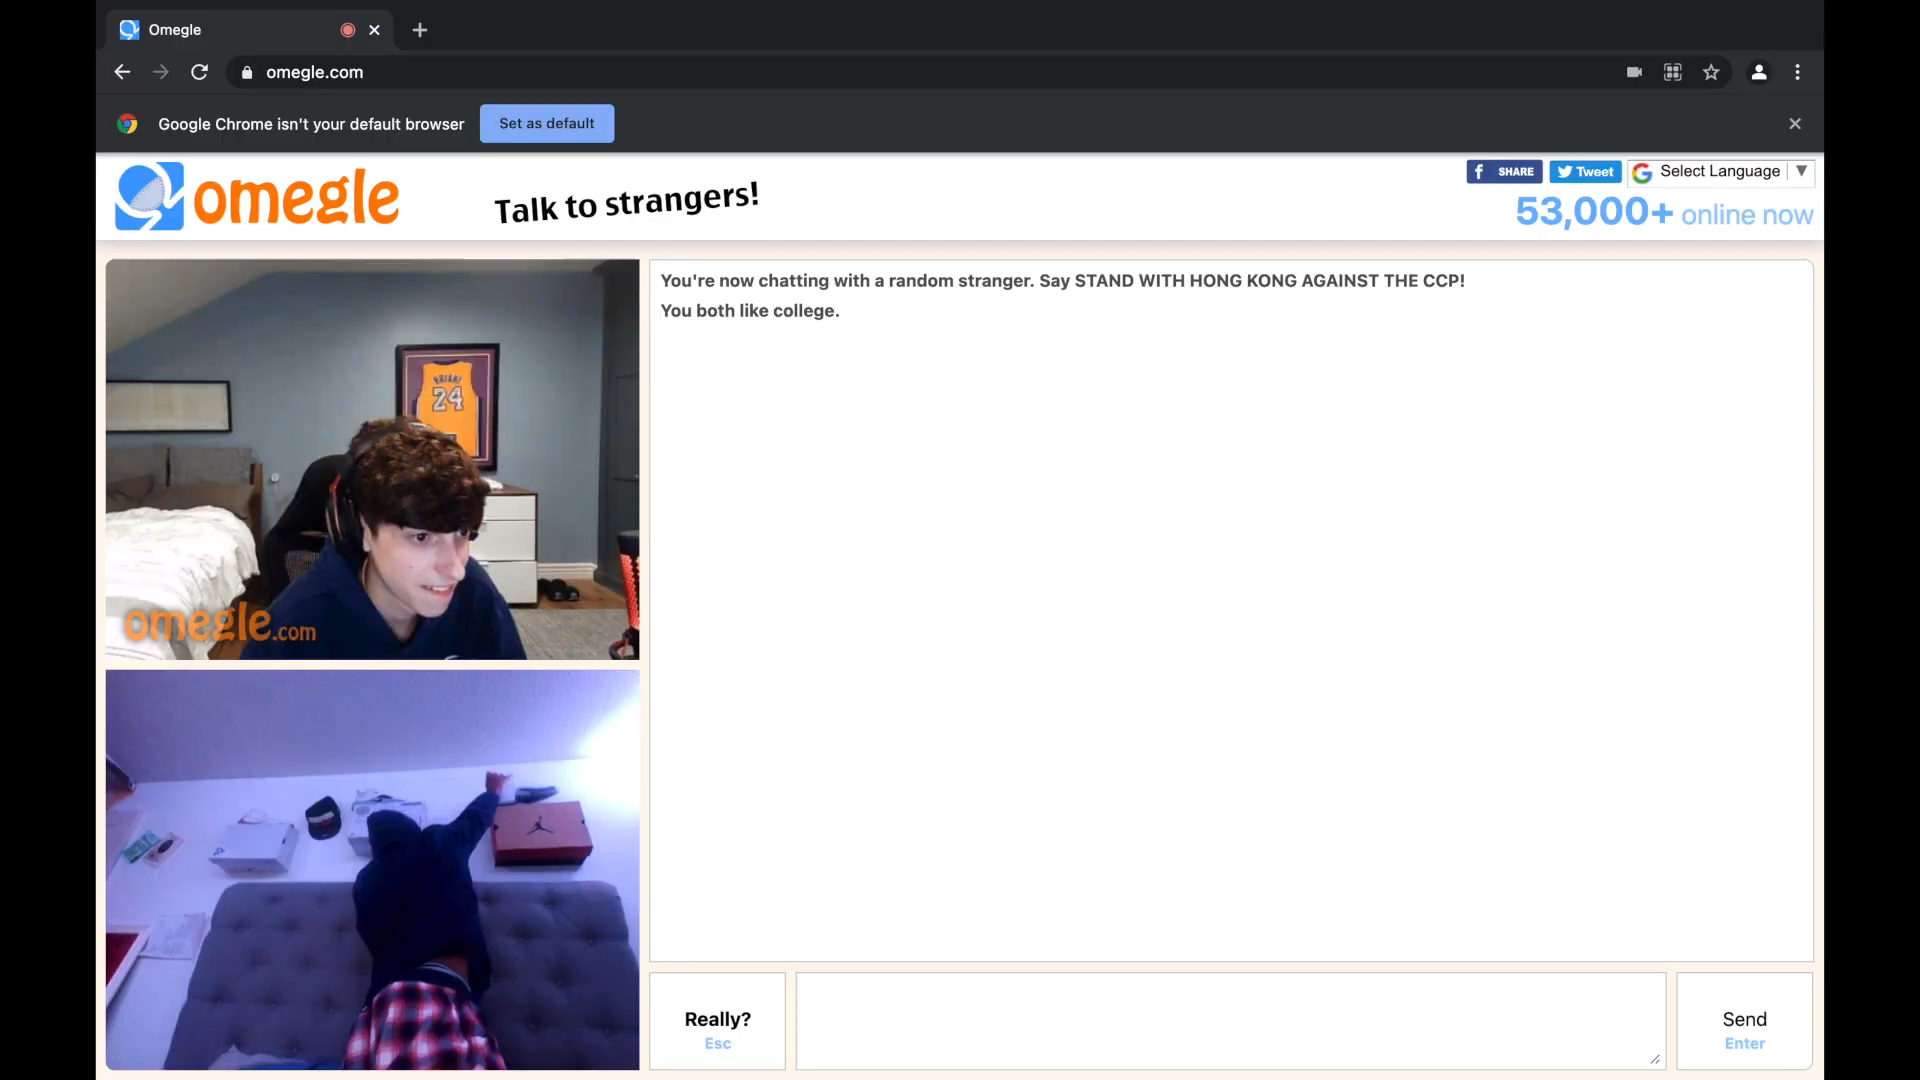 Omegle
omegle.com
Google Chrome isn't your default browser
Set as default
omegle
Talk to strangers!
SHARE
Tweet
Select Language
53,000+ online now
24
omegle.com
You're now chatting with a random stranger. Say STAND WITH HONG KONG AGAINST THE CCP!
You both like college.
Really?
Esc
Send
Enter